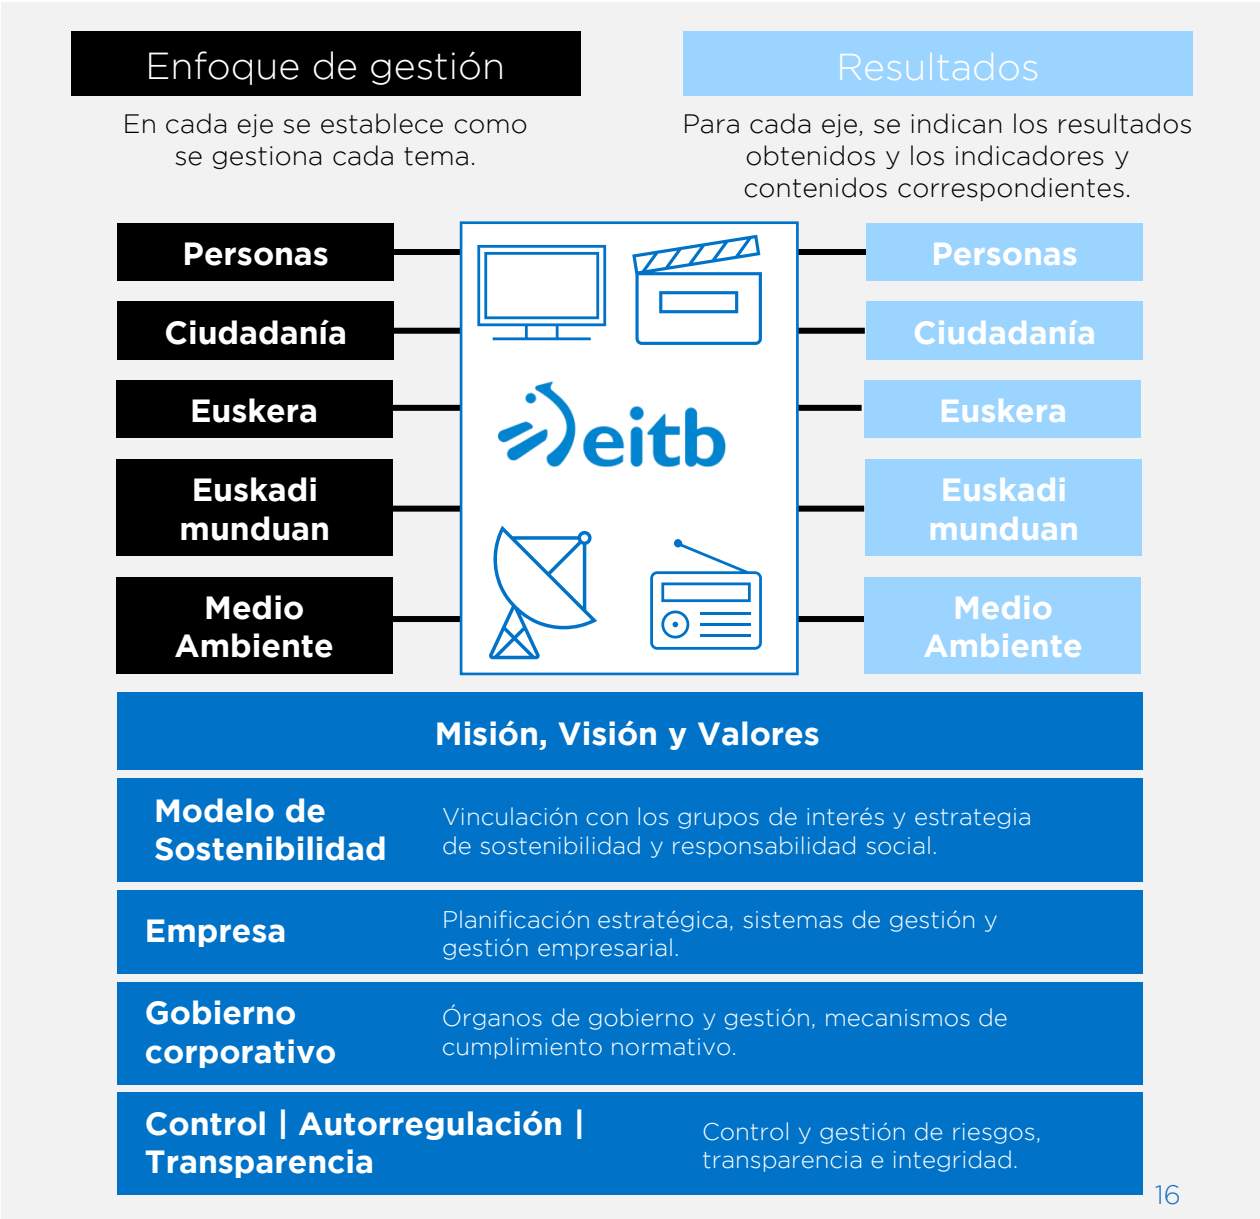 Enfoque de gestión
En cada eje se establece como
se gestiona cada tema.
Resultados
Para cada eje, se indican los resultados
obtenidos y los indicadores y
contenidos correspondientes.
Personas
Ciudadanía
Euskera
Euskadi
munduan
Medio
Ambiente
eitb
Personas
Ciudadanía
Euskera
Euskadi
munduan
Medio
Ambiente
Misión, Visión y Valores
Modelo de
Sostenibilidad
Vinculación con los grupos de interés y estrategia
de sostenibilidad y responsabilidad social.
Empresa
Planificación estratégica, sistemas de gestión y
gestión empresarial.
Gobierno
corporativo
Órganos de gobierno y gestión, mecanismos de
cumplimiento normativo.
Control | Autorregulación |
Transparencia
Control y gestión de riesgos,
transparencia e integridad.
16